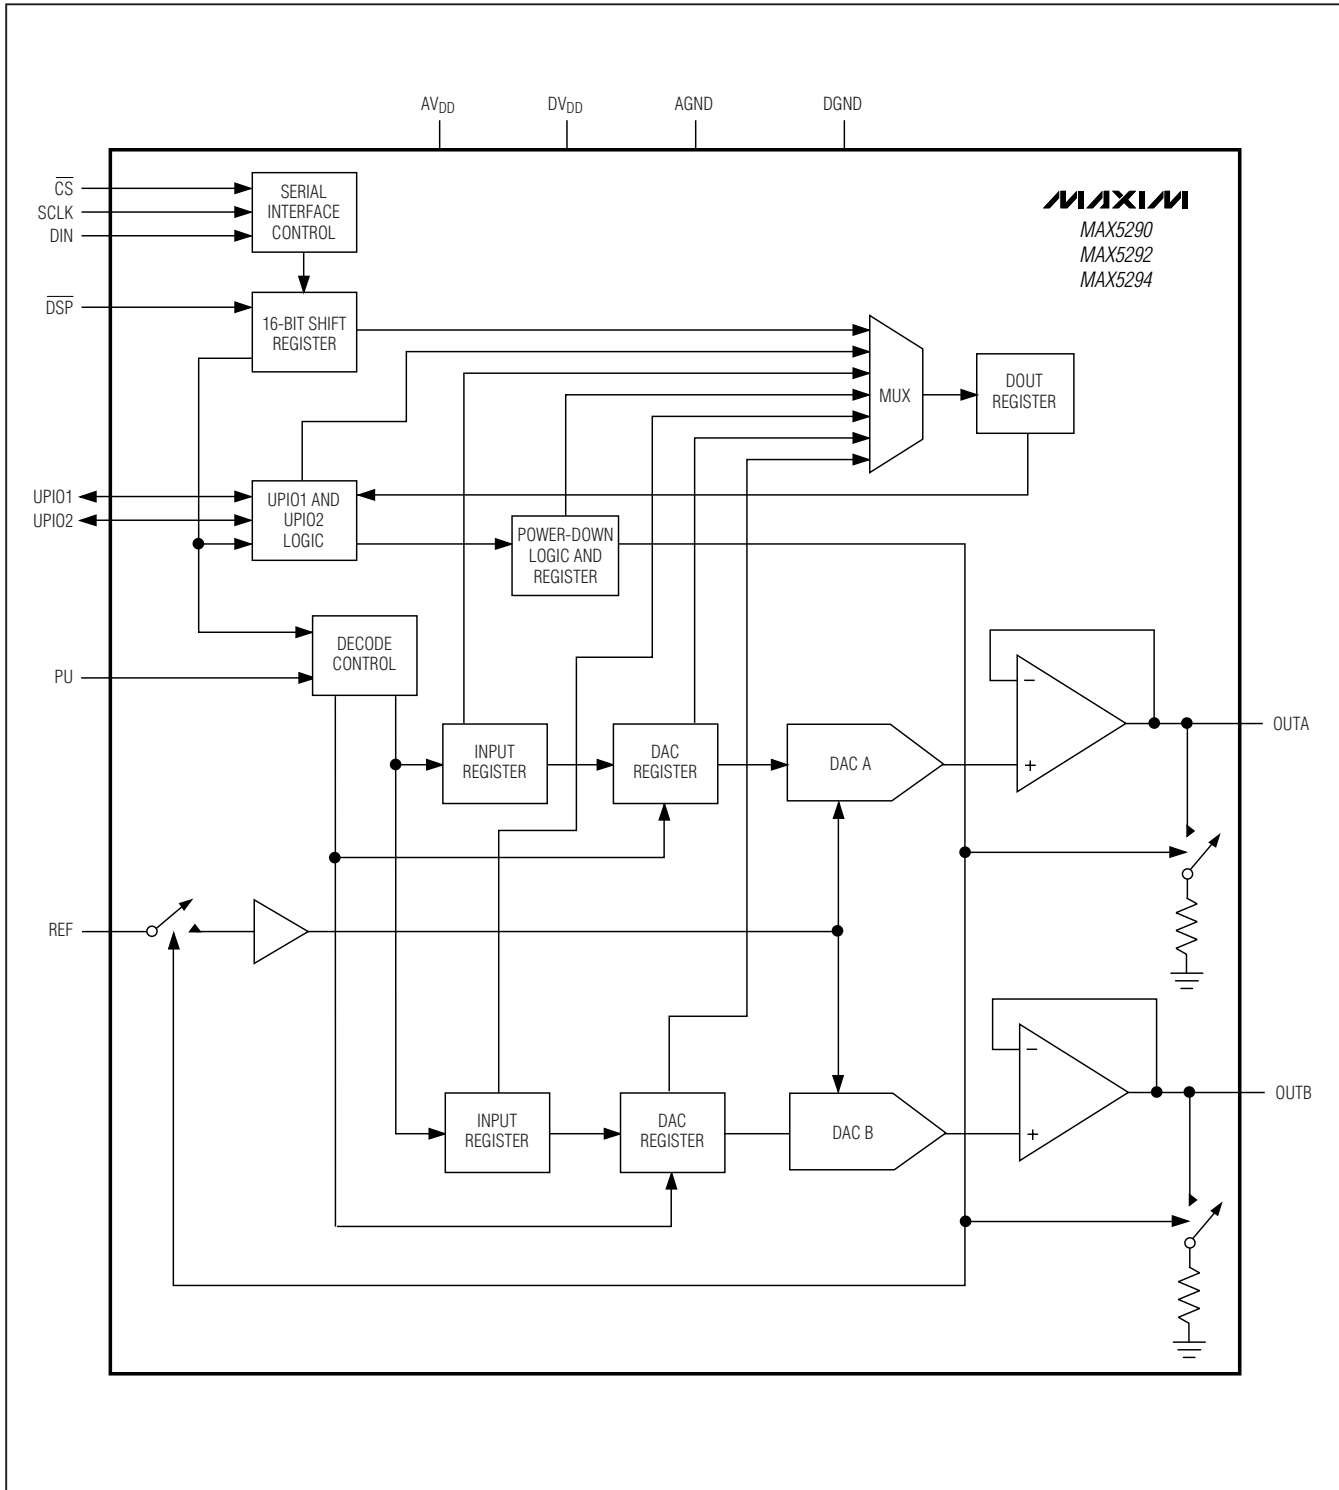 AVDD
DVDD
AGND
DGND
CS
SCLK
DIN
SERIAL
INTERFACE
CONTROL
MAXIM
MAX5290
MAX5292
MAX5294
DSP
16-BIT SHIFT
REGISTER
MUX
DOUT
REGISTER
UPIO1
UPIO2
UPIO1 AND
UPIO2
LOGIC
POWER-DOWN
LOGIC AND
REGISTER
DECODE
CONTROL
PU
−
+
OUTA
INPUT
REGISTER
DAC
REGISTER
DAC A
REF
−
+
OUTB
INPUT
REGISTER
DAC
REGISTER
DAC B